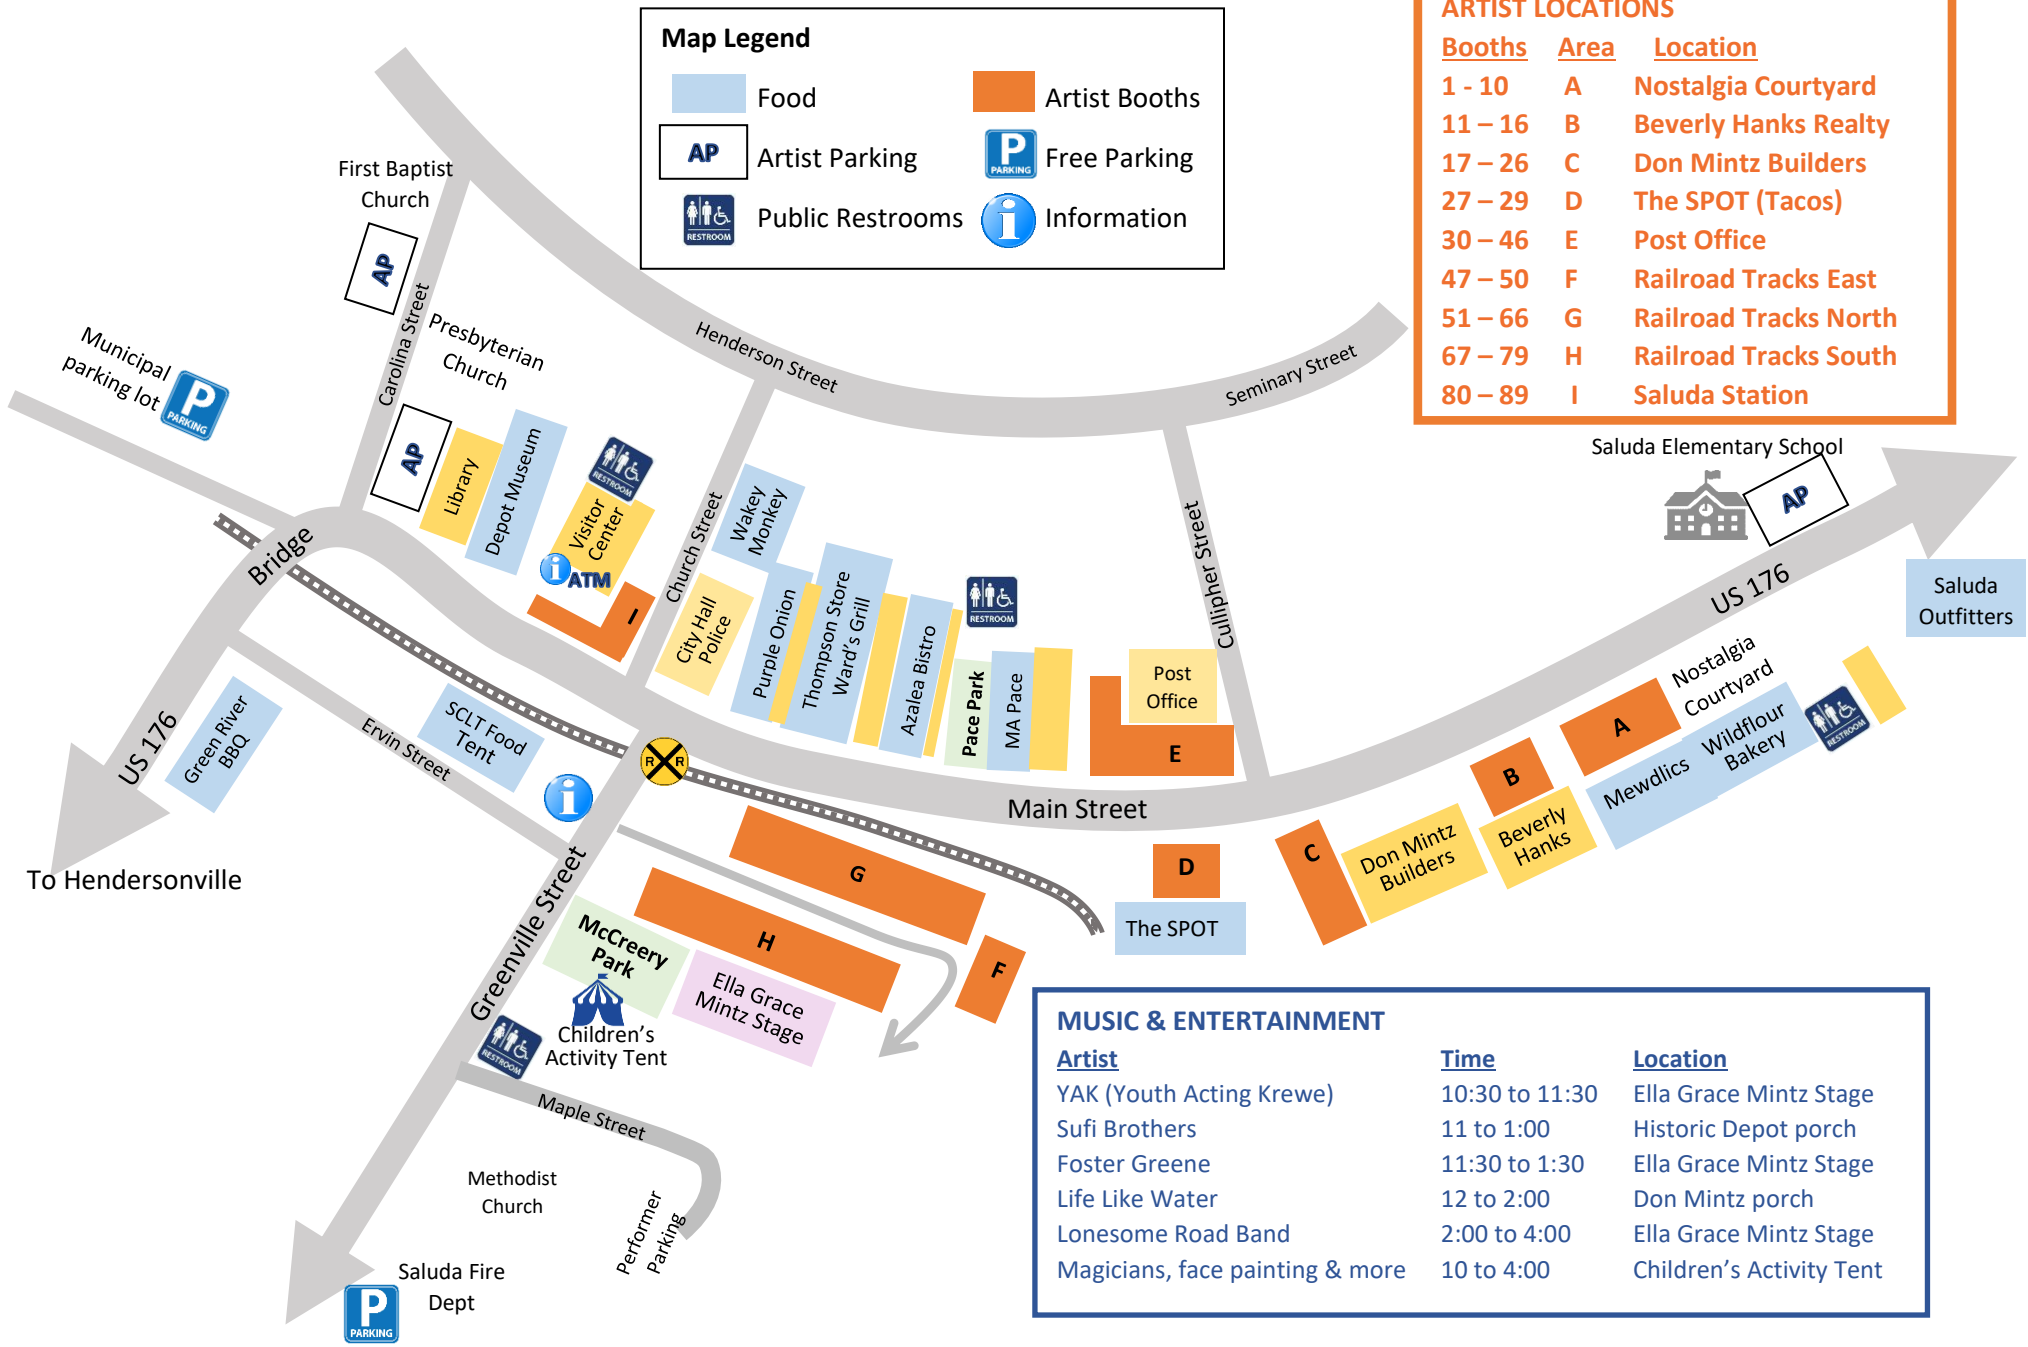 Map Legend
Food
Artist Booths
AP
Artist Parking
P
PARKING
Free Parking
RESTROOM
Public Restrooms
i
Information
ARTIST LOCATIONS
Booths Area Location
1 - 10 A Nostalgia Courtyard
11 – 16 B Beverly Hanks Realty
17 – 26 C Don Mintz Builders
27 – 29 D The SPOT (Tacos)
30 – 46 E Post Office
47 – 50 F Railroad Tracks East
51 – 66 G Railroad Tracks North
67 – 79 H Railroad Tracks South
80 – 89 I Saluda Station
First Baptist
Church
AP
Carolina Street
Presbyterian
Church
Municipal
parking lot
P
PARKING
Henderson Street
Seminary Street
Saluda Elementary School
AP
AP
Library
Depot Museum
RESTROOM
Visitor
Center
i
ATM
I
Church Street
Wakey
Monkey
City Hall
Police
Purple Onion
Thompson Store
Ward's Grill
Azalea Bistro
RESTROOM
Pace Park
MA Pace
Post
Office
E
Cullipher Street
US 176
Saluda
Outfitters
Nostalgia
Courtyard
A
Wildflour
Bakery
RESTROOM
Mewdlics
B
Beverly
Hanks
Don Mintz
Builders
C
Bridge
US 176
Green River
BBQ
To Hendersonville
SCLT Food
Tent
Ervin Street
i
R R
Main Street
D
The SPOT
G
H
F
Greenville Street
McCreery
Park
Ella Grace
Mintz Stage
Children's
Activity Tent
RESTROOM
Maple Street
Methodist
Church
Performer
Parking
Saluda Fire
Dept
P
PARKING
MUSIC & ENTERTAINMENT
Artist Time Location
YAK (Youth Acting Krewe) 10:30 to 11:30 Ella Grace Mintz Stage
Sufi Brothers 11 to 1:00 Historic Depot porch
Foster Greene 11:30 to 1:30 Ella Grace Mintz Stage
Life Like Water 12 to 2:00 Don Mintz porch
Lonesome Road Band 2:00 to 4:00 Ella Grace Mintz Stage
Magicians, face painting & more 10 to 4:00 Children's Activity Tent